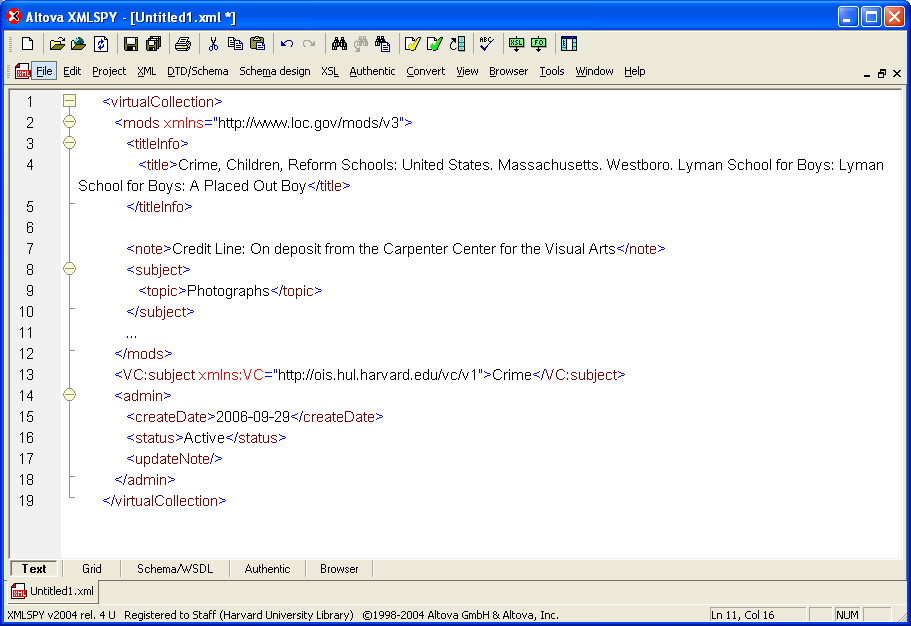 Altova XMLSPY - [Untitled1.xml *]
ABC XSL FO
XML File Edit Project XML DTD/Schema Schema design XSL Authentic Convert View Browser Tools Window Help
1 <virtualCollection>
2 <mods xmlns="http://www.loc.gov/mods/v3">
3 <titleInfo>
4 <title>Crime, Children, Reform Schools: United States. Massachusetts. Westboro. Lyman School for Boys: Lyman
School for Boys: A Placed Out Boy</title>
5 </titleInfo>
6
7 <note>Credit Line: On deposit from the Carpenter Center for the Visual Arts</note>
8 <subject>
9 <topic>Photographs</topic>
10 </subject>
11 ...
12 </mods>
13 <VC:subject xmlns:VC="http://ois.hul.harvard.edu/vc/v1">Crime</VC:subject>
14 <admin>
15 <createDate>2006-09-29</createDate>
16 <status>Active</status>
17 <updateNote/>
18 </admin>
19 </virtualCollection>
Text Grid Schema/WSDL Authentic Browser
XML Untitled1.xml
XMLSPY v2004 rel. 4 U Registered to Staff (Harvard University Library) ©1998-2004 Altova GmbH & Altova, Inc. Ln 11, Col 16 NUM